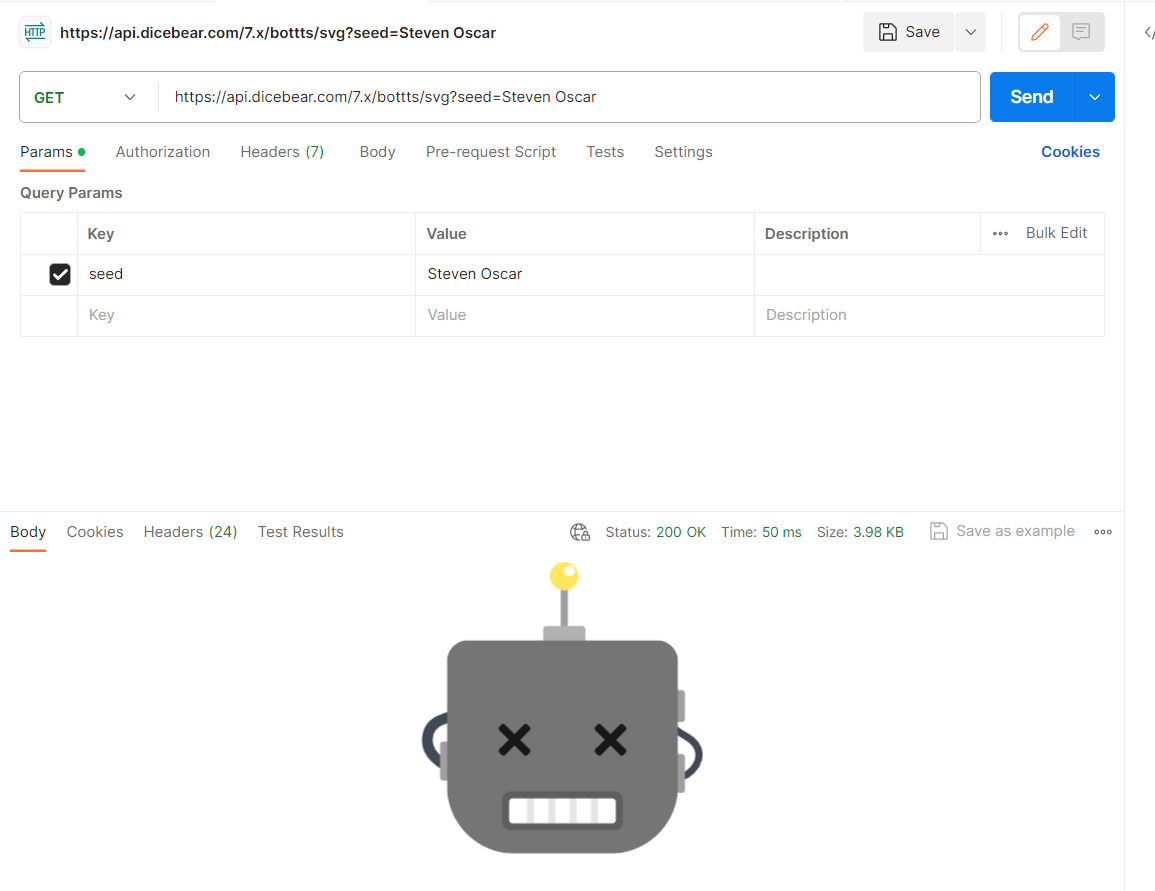 HTTP https://api.dicebear.com/7.x/bottts/svg?seed=Steven Oscar Save
GET https://api.dicebear.com/7.x/bottts/svg?seed=Steven Oscar Send
Params Authorization Headers (7) Body Pre-request Script Tests Settings Cookies
Query Params
Key Value Description Bulk Edit
seed Steven Oscar
Key Value Description
Body Cookies Headers (24) Test Results Status: 200 OK Time: 50 ms Size: 3.98 KB Save as example